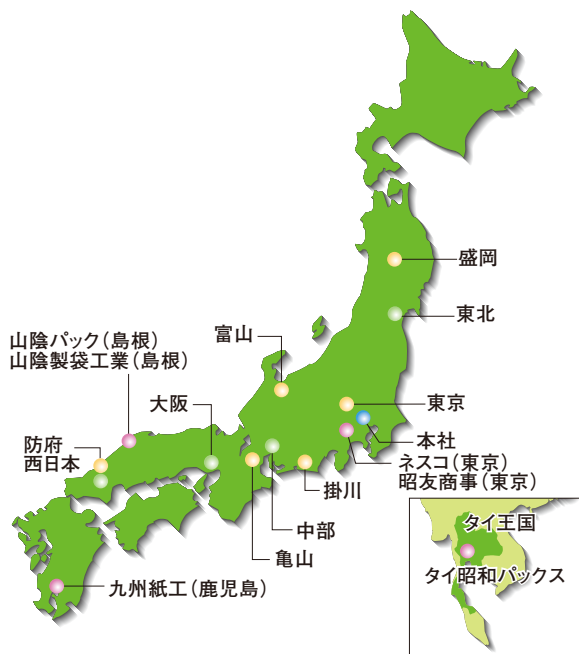 盛岡
東北
富山
山陰パック(島根)
山陰製袋工業(島根)
大阪
東京
本社
防府
西日本
ネスコ(東京)
昭友商事(東京)
掛川
中部
亀山
タイ王国
タイ昭和パックス
九州紙工(鹿児島)